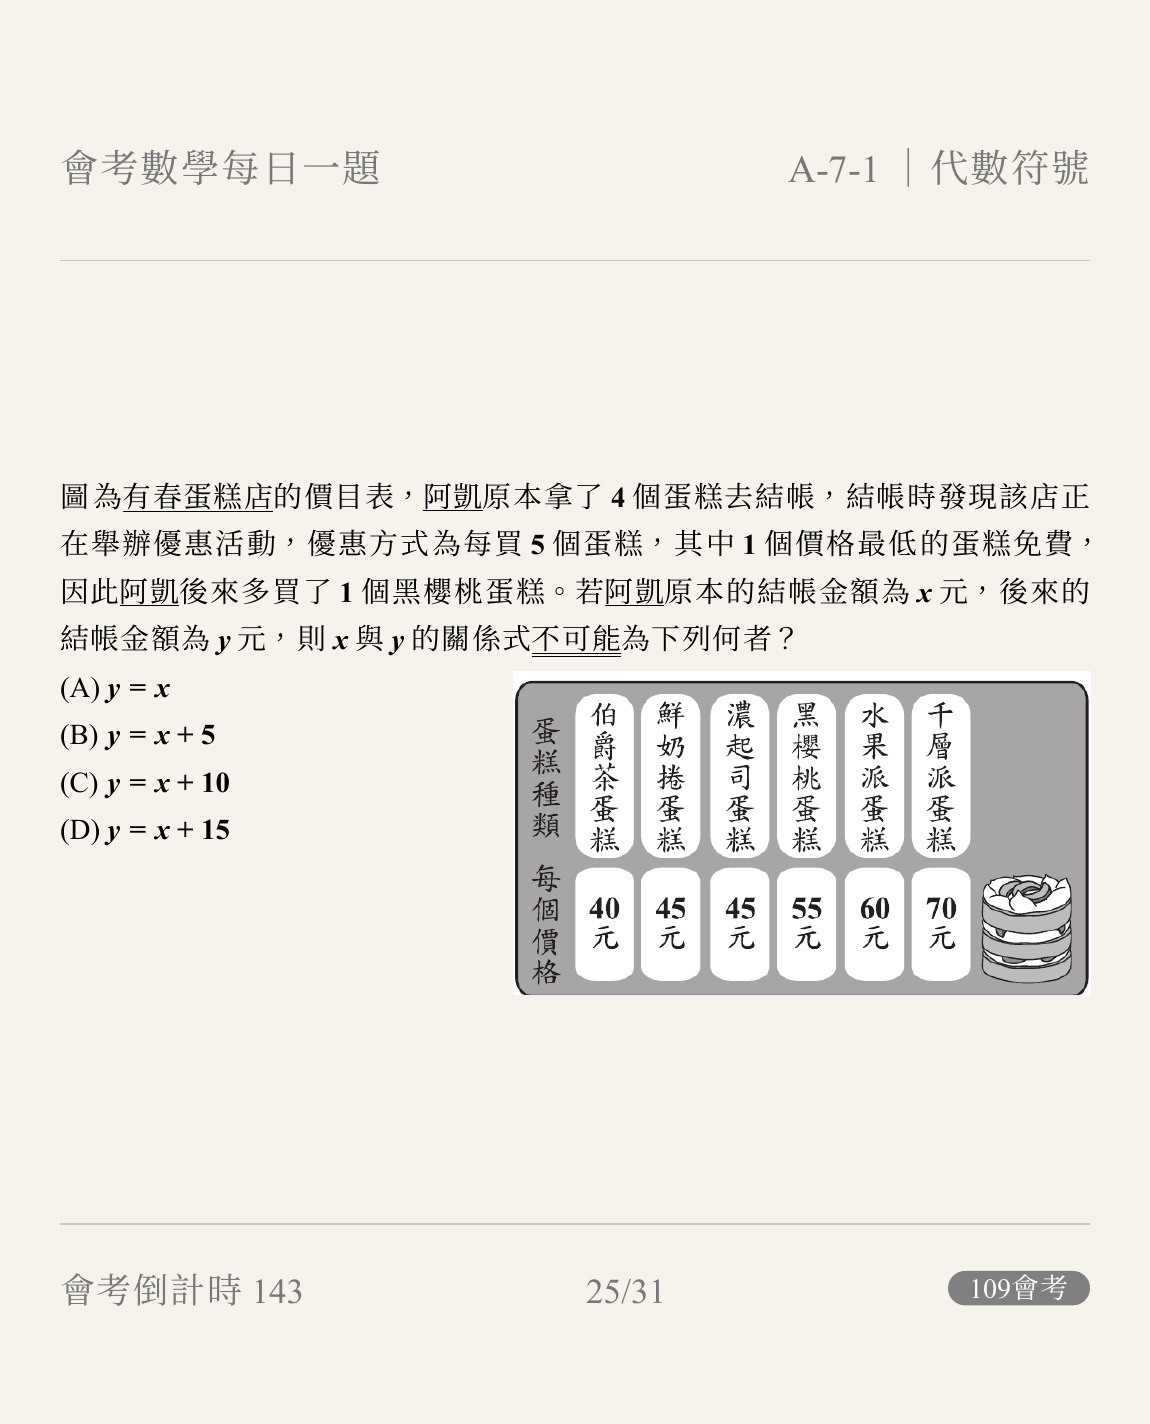 會考數學每日一題
A-7-1 ｜代數符號
圖為有春蛋糕店的價目表，阿凱原本拿了 4 個蛋糕去結帳，結帳時發現該店正
在舉辦優惠活動，優惠方式為每買 5 個蛋糕，其中 1 個價格最低的蛋糕免費，
因此阿凱後來多買了 1 個黑櫻桃蛋糕。若阿凱原本的結帳金額為 x 元，後來的
結帳金額為 y 元，則 x 與 y 的關係式不可能為下列何者？
(A) y = x
(B) y = x + 5
(C) y = x + 10
(D) y = x + 15
蛋糕種類
伯爵茶蛋糕
鮮奶捲蛋糕
濃起司蛋糕
黑櫻桃蛋糕
水果派蛋糕
千層派蛋糕
每個價格
40元
45元
45元
55元
60元
70元
會考倒計時 143
25/31
109會考